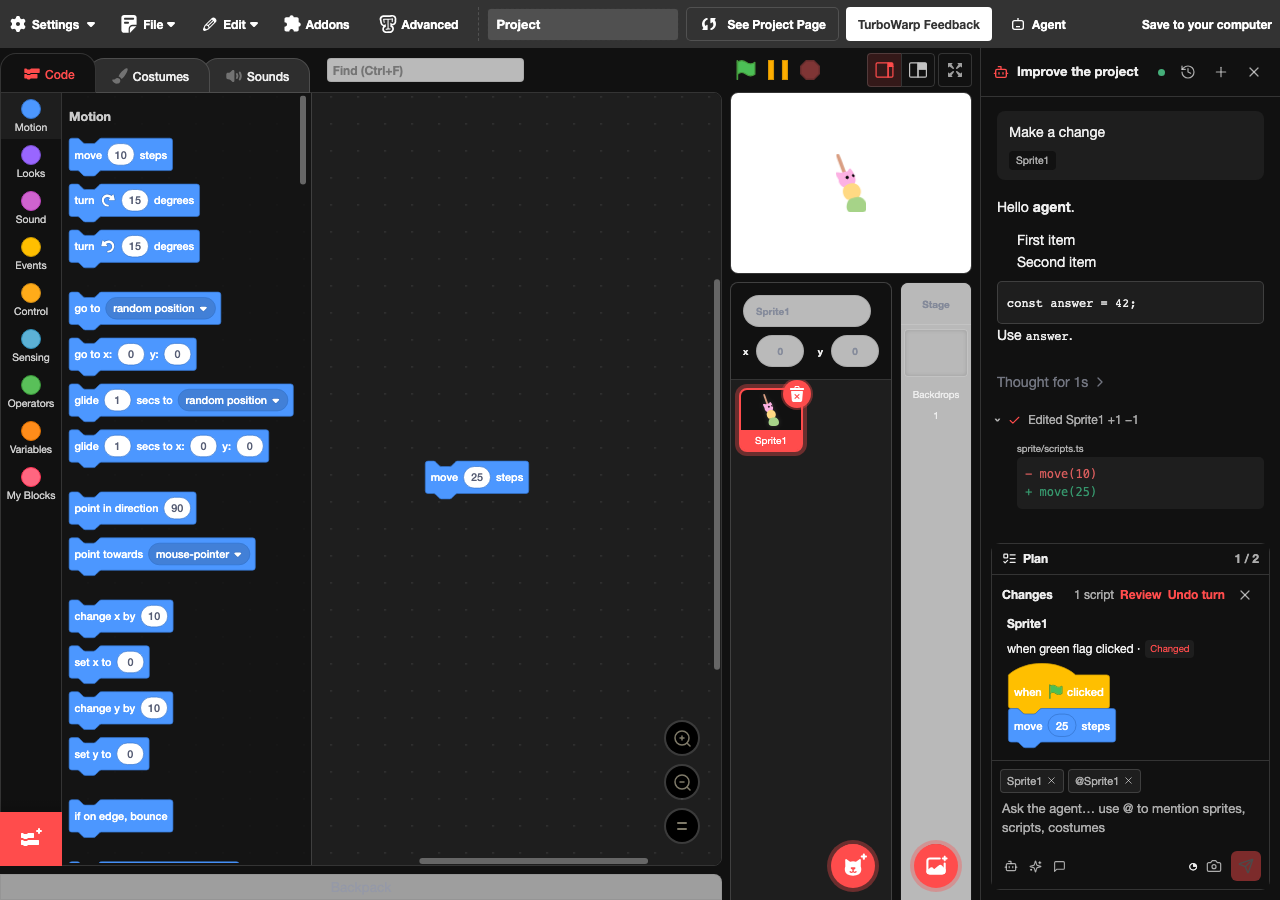 Settings
File
Edit
Addons
Advanced
Project
See Project Page
TurboWarp Feedback
Agent
Save to your computer
Code
Costumes
Sounds
Find (Ctrl+F)
Improve the project
Motion
Looks
Sound
Events
Control
Sensing
Operators
Variables
My Blocks
Motion
move 10 steps
turn 15 degrees
turn 15 degrees
go to random position
go to x: 0 y: 0
glide 1 secs to random position
glide 1 secs to x: 0 y: 0
point in direction 90
point towards mouse-pointer
change x by 10
set x to 0
change y by 10
set y to 0
if on edge, bounce
move 25 steps
Backpack
Sprite1
x 0 y 0
Sprite1
Stage
Backdrops
1
Make a change
Sprite1
Hello agent.
First item
Second item
const answer = 42;
Use answer.
Thought for 1s
Edited Sprite1 +1 −1
sprite/scripts.ts
− move(10)
+ move(25)
Plan 1 / 2
Changes 1 script Review Undo turn
Sprite1
when green flag clicked · Changed
when clicked
move 25 steps
Sprite1 @Sprite1
Ask the agent… use @ to mention sprites,
scripts, costumes